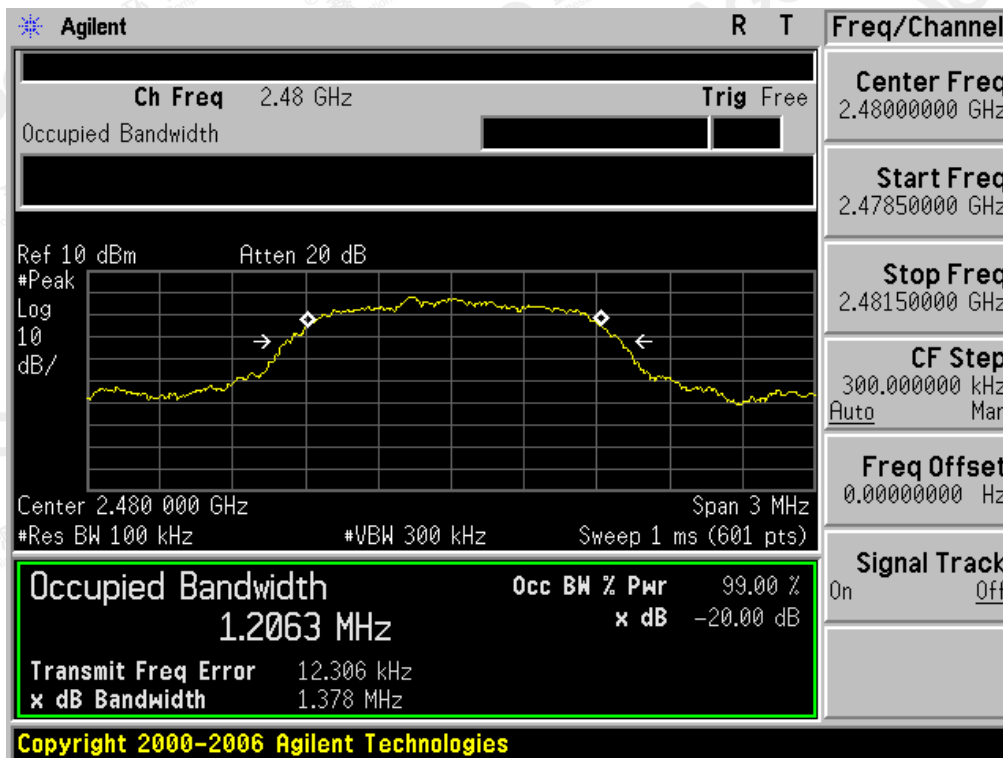 Agilent R T
Ch Freq 2.48 GHz Trig Free
Occupied Bandwidth
Ref 10 dBm Atten 20 dB
#Peak
Log
10
dB/
Center 2.480 000 GHz Span 3 MHz
#Res BW 100 kHz #VBW 300 kHz Sweep 1 ms (601 pts)
Occupied Bandwidth Occ BW % Pwr 99.00 %
1.2063 MHz x dB -20.00 dB
Transmit Freq Error 12.306 kHz
x dB Bandwidth 1.378 MHz
Copyright 2000-2006 Agilent Technologies
Freq/Channel
Center Freq
2.48000000 GHz
Start Freq
2.47850000 GHz
Stop Freq
2.48150000 GHz
CF Step
300.000000 kHz
Auto Man
Freq Offset
0.00000000 Hz
Signal Track
On Off